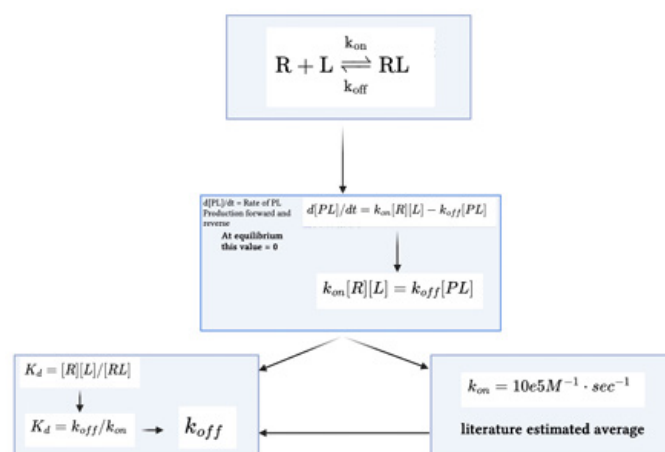 k_on
R + L ⇌ RL
k_off
d[PL]/dt = Rate of PL
Production forward and
reverse
At equilibrium
this value = 0
d[PL]/dt = k_on[R][L] − k_off[PL]
k_on[R][L] = k_off[PL]
K_d = [R][L]/[RL]
K_d = k_off/k_on
k_off
k_on = 10e5M^−1 · sec^−1
literature estimated average